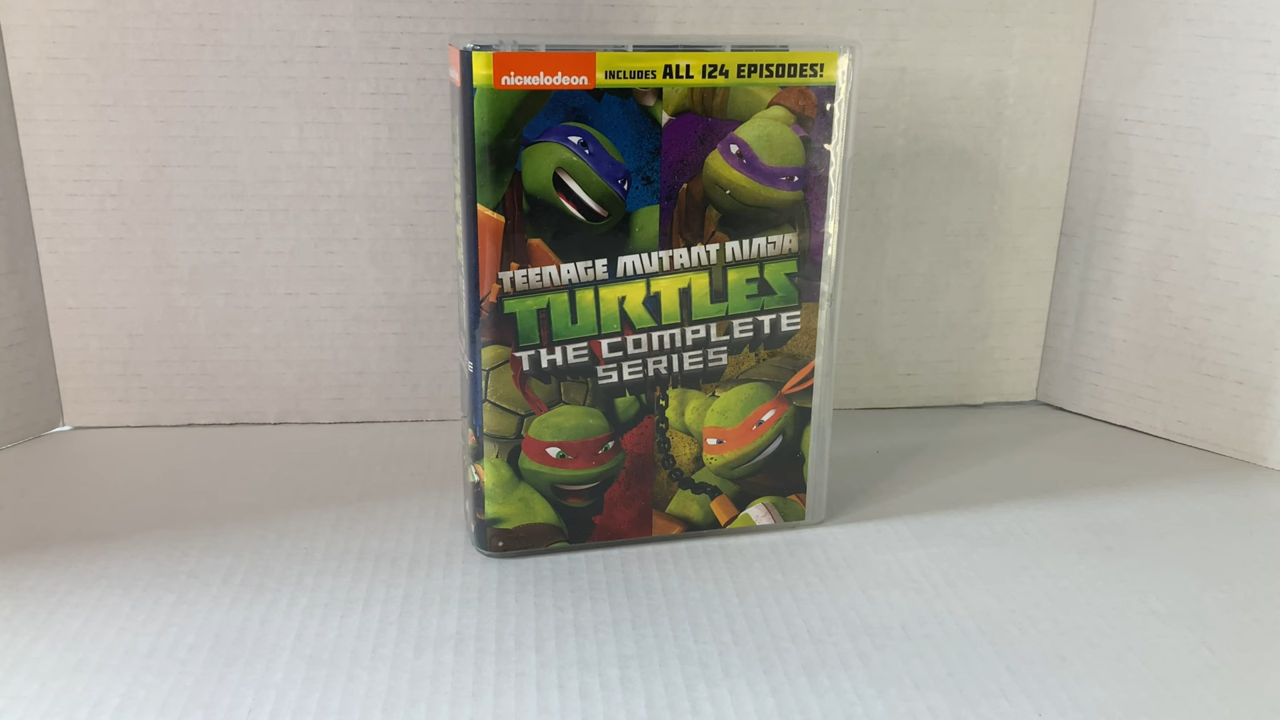 nickelodeon
INCLUDES ALL 124 EPISODES!
TEENAGE MUTANT NINJA
TURTLES
THE COMPLETE
SERIES